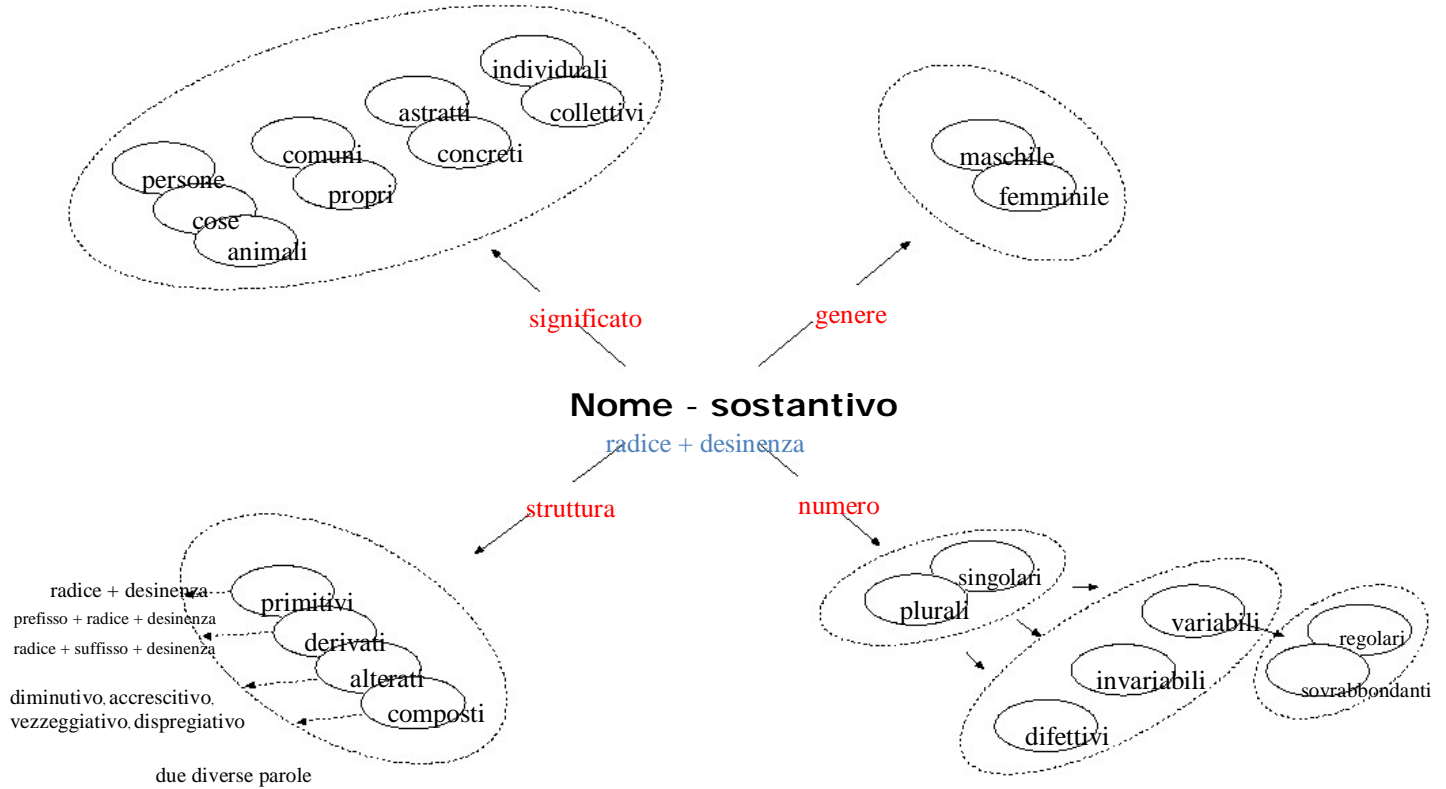 individuali
collettivi
astratti
concreti
comuni
propri
persone
cose
animali
maschile
femminile
significato
genere
Nome - sostantivo
radice + desinenza
struttura
numero
radice + desinenza
prefisso + radice + desinenza
radice + suffisso + desinenza
diminutivo, accrescitivo,
vezzeggiativo, dispregiativo
due diverse parole
primitivi
derivati
alterati
composti
singolari
plurali
variabili
invariabili
difettivi
regolari
sovrabbondanti